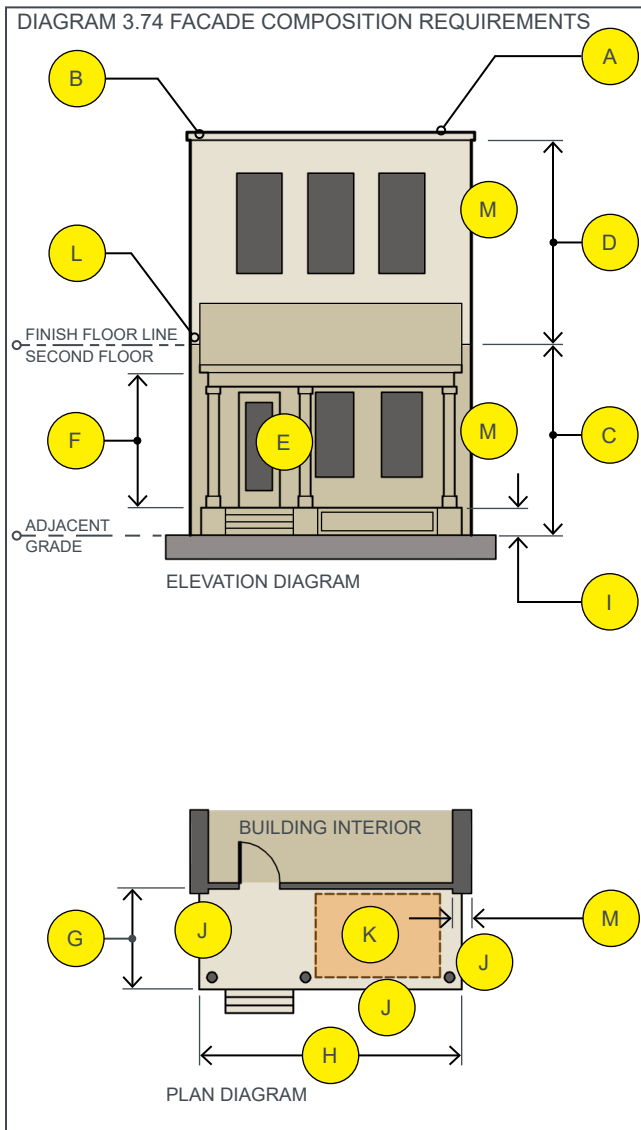 DIAGRAM 3.74 FACADE COMPOSITION REQUIREMENTS
B
A
M
D
L
FINISH FLOOR LINE
SECOND FLOOR
F
E
M
C
ADJACENT
GRADE
ELEVATION DIAGRAM
I
BUILDING INTERIOR
G
J
K
M
J
J
H
PLAN DIAGRAM